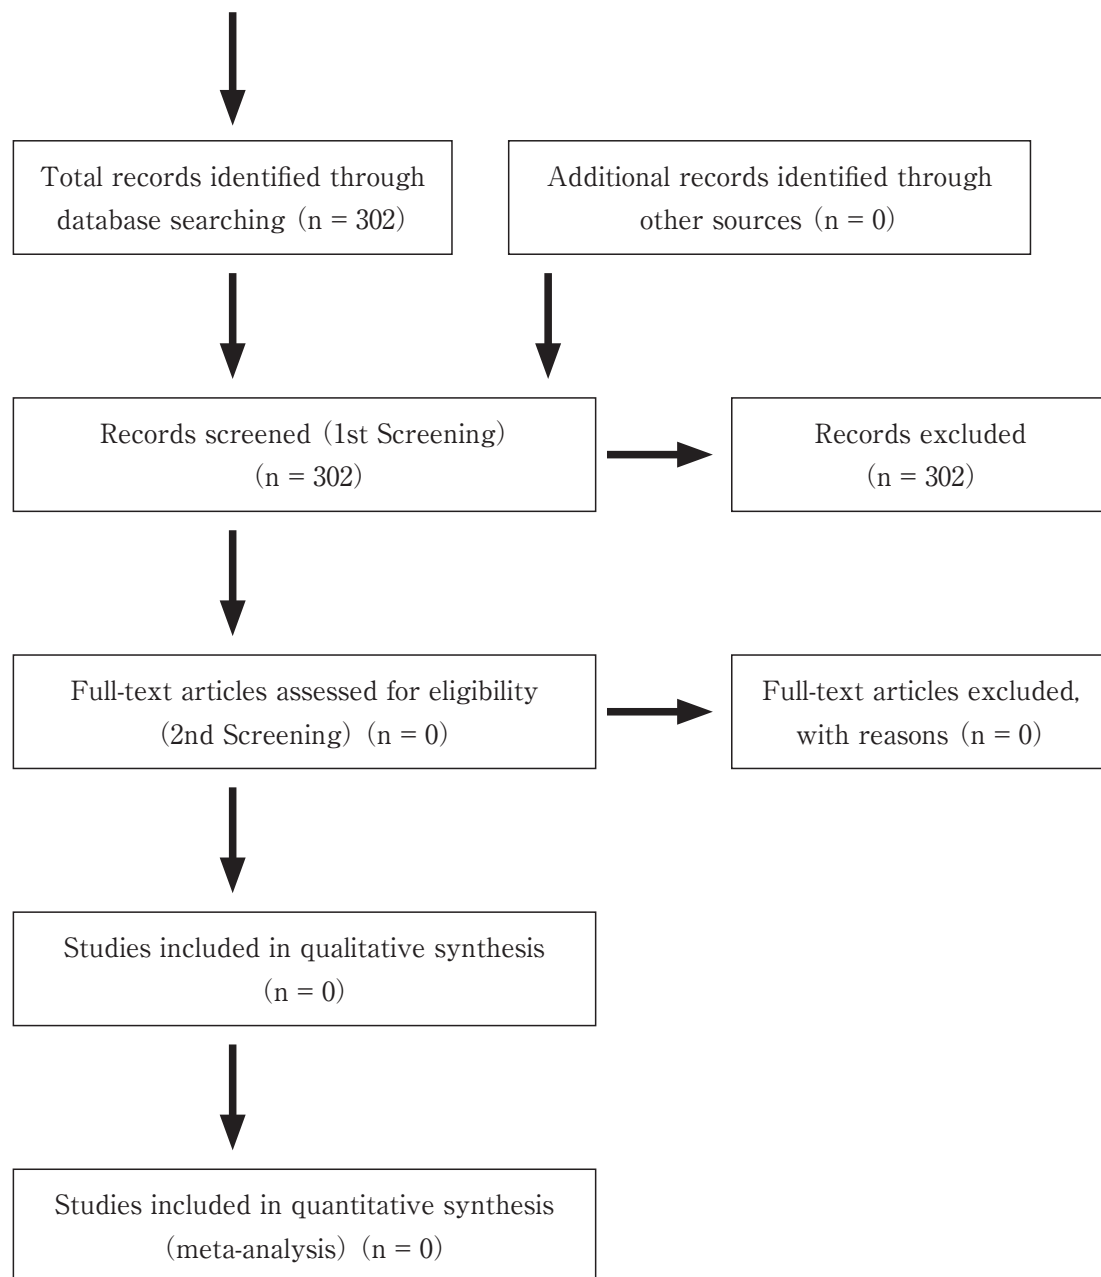 Total records identified through
database searching (n = 302)
Additional records identified through
other sources (n = 0)
Records screened (1st Screening)
(n = 302)
Records excluded
(n = 302)
Full-text articles assessed for eligibility
(2nd Screening) (n = 0)
Full-text articles excluded,
with reasons (n = 0)
Studies included in qualitative synthesis
(n = 0)
Studies included in quantitative synthesis
(meta-analysis) (n = 0)